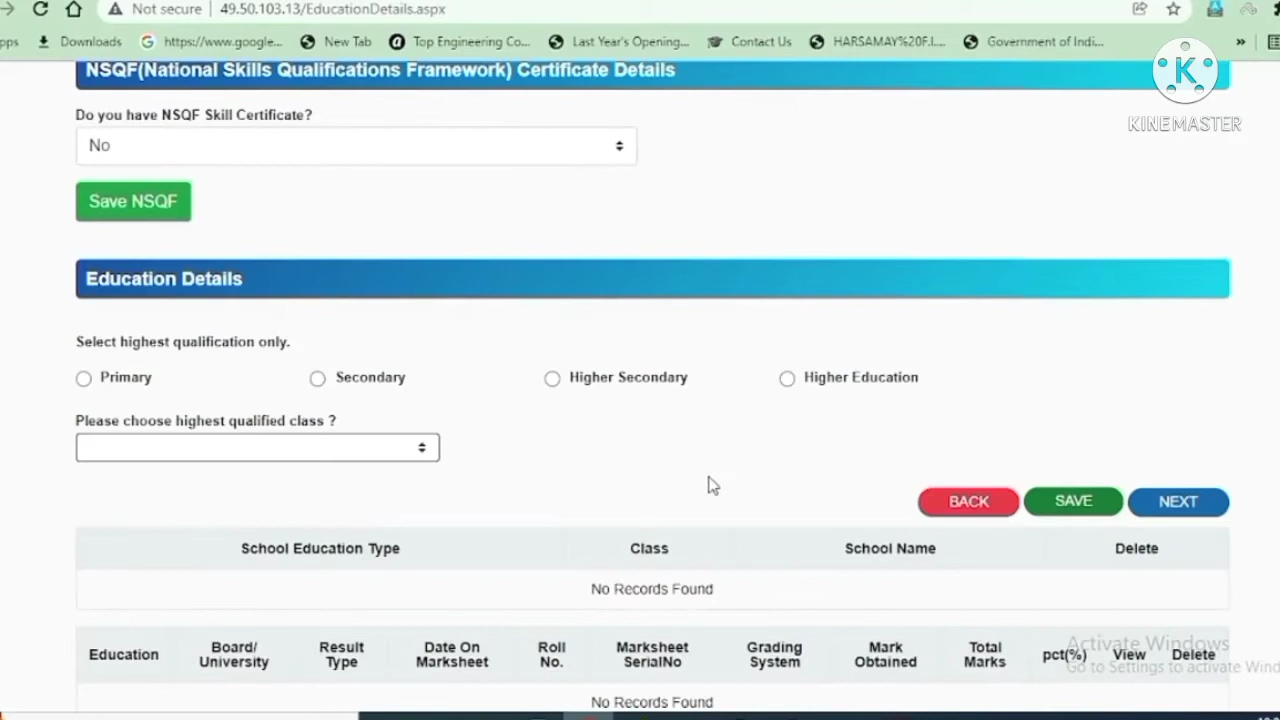 Not secure 49.50.103.13/EducationDetails.aspx
Downloads https://www.google... New Tab Top Engineering Co... Last Year's Opening... Contact Us HARSAMAY%20F.I.... Government of Indi... »
NSQF(National Skills Qualifications Framework) Certificate Details
K
KINEMASTER
Do you have NSQF Skill Certificate?
No
Save NSQF
Education Details
Select highest qualification only.
Primary Secondary Higher Secondary Higher Education
Please choose highest qualified class ?
BACK SAVE NEXT
School Education Type Class School Name Delete
No Records Found
Education Board/ University Result Type Date On Marksheet Roll No. Marksheet SerialNo Grading System Mark Obtained Total Marks pct(%) View Delete
Activate Windows
Go to Settings to activate Wind
No Records Found